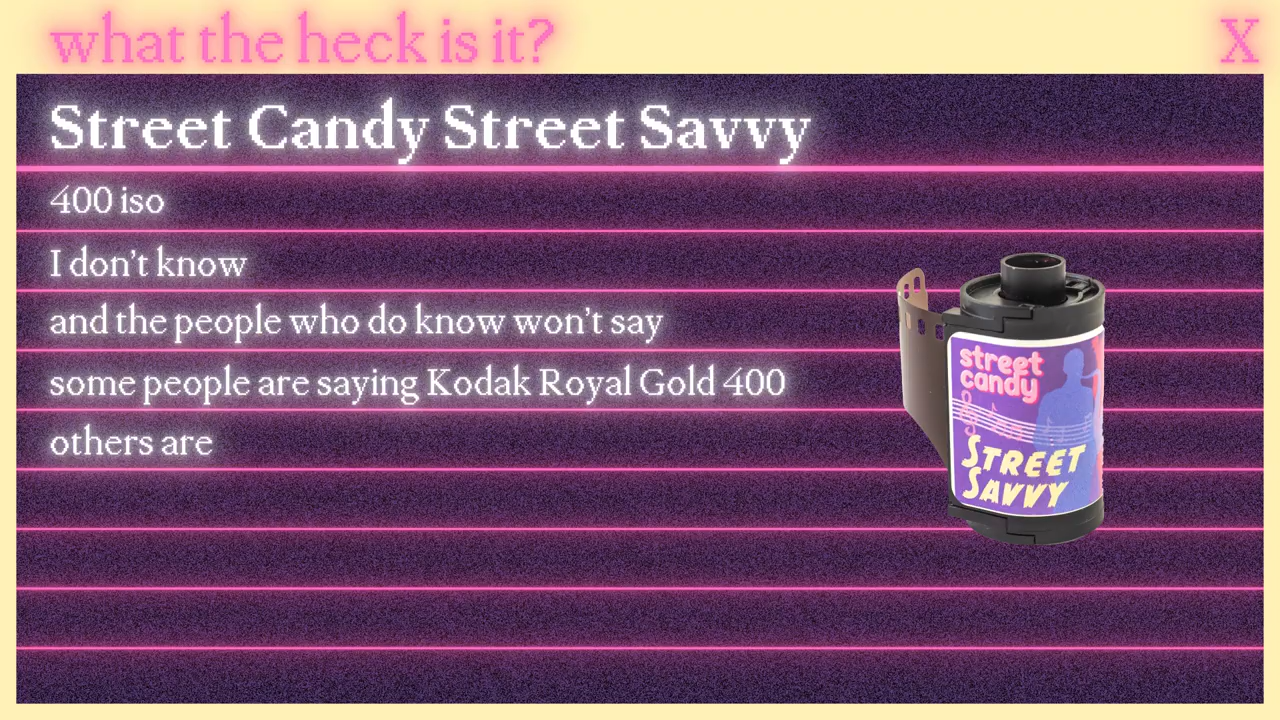 what the heck is it?
X
Street Candy Street Savvy
400 iso
I don't know
and the people who do know won't say
some people are saying Kodak Royal Gold 400
others are
street
candy
STREET
SAVVY